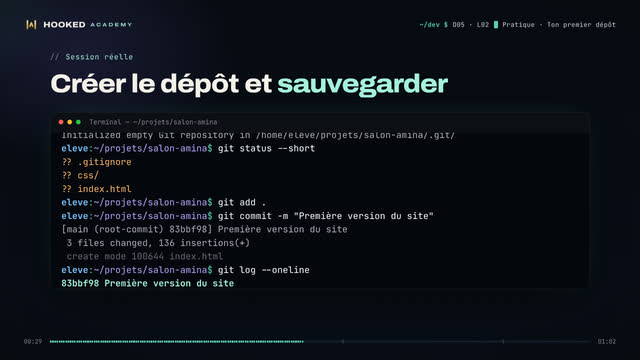 HOOKED ACADEMY
~/dev $ D05 · L02 Pratique · Ton premier dépôt
// Session réelle
Créer le dépôt et sauvegarder
Terminal — ~/projets/salon-amina
Initialized empty Git repository in /home/eleve/projets/salon-amina/.git/
eleve:~/projets/salon-amina$ git status --short
?? .gitignore
?? css/
?? index.html
eleve:~/projets/salon-amina$ git add .
eleve:~/projets/salon-amina$ git commit -m "Première version du site"
[main (root-commit) 83bbf98] Première version du site
3 files changed, 136 insertions(+)
create mode 100644 index.html
eleve:~/projets/salon-amina$ git log --oneline
83bbf98 Première version du site
00:29
01:02